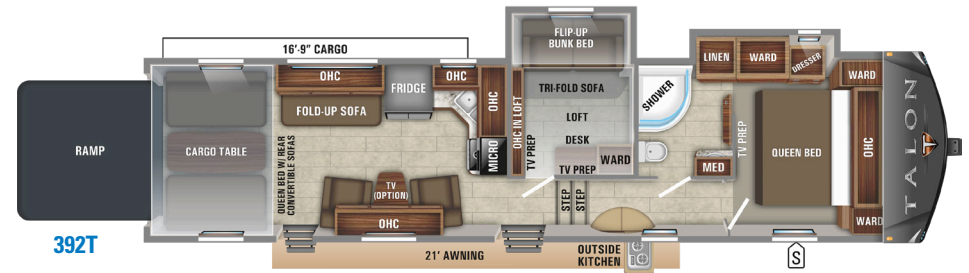 16'-9" CARGO
RAMP
392T
CARGO TABLE
OHC
FOLD-UP SOFA
FRIDGE
OHC
OHC
MICRO
QUEEN BED W/ REAR
CONVERTIBLE SOFAS
TV
(OPTION)
OHC
21' AWNING
FLIP-UP
BUNK BED
OHC IN LOFT
TV PREP
TRI-FOLD SOFA
LOFT
DESK
TV PREP
WARD
STEP
STEP
OUTSIDE
KITCHEN
SHOWER
MED
TV PREP
LINEN
WARD
DRESSER
WARD
QUEEN BED
OHC
WARD
S
TALON
T